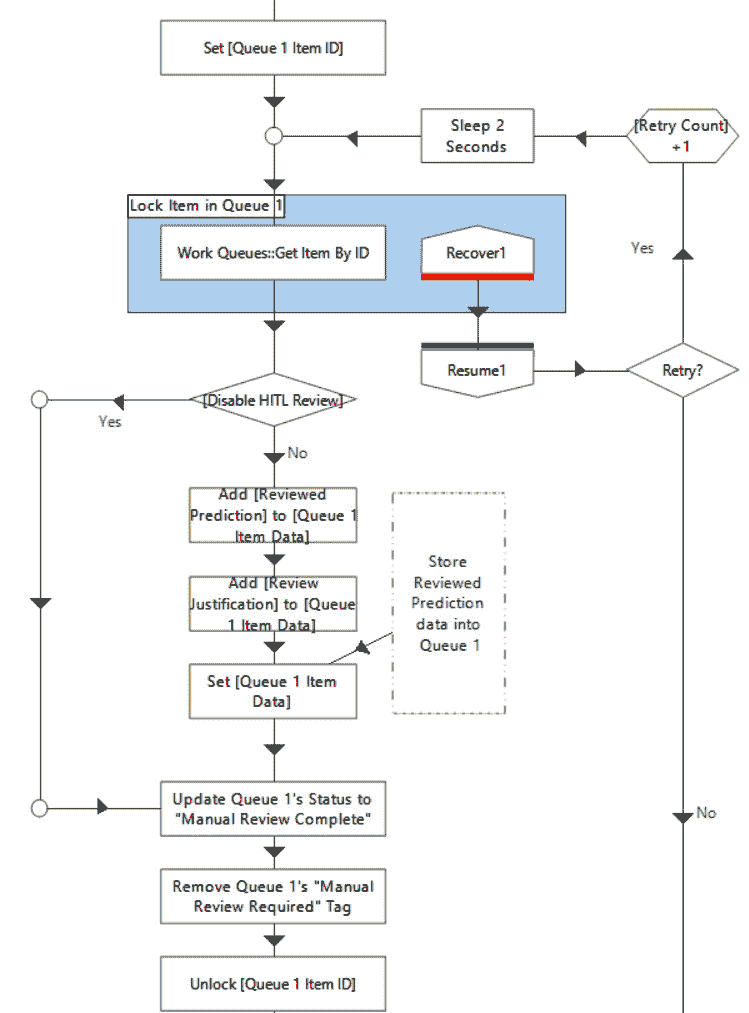 Set [Queue 1 Item ID]
Sleep 2
Seconds
[Retry Count]
+1
Lock Item in Queue 1
Work Queues::Get Item By ID
Recover1
Yes
Resume1
Retry?
[Disable HITL Review]
Yes
No
Add [Reviewed
Prediction] to [Queue 1
Item Data]
Store
Reviewed
Prediction
data into
Queue 1
Add [Review
Justification] to [Queue
1 Item Data]
Set [Queue 1 Item
Data]
Update Queue 1's Status to
"Manual Review Complete"
No
Remove Queue 1's "Manual
Review Required" Tag
Unlock [Queue 1 Item ID]